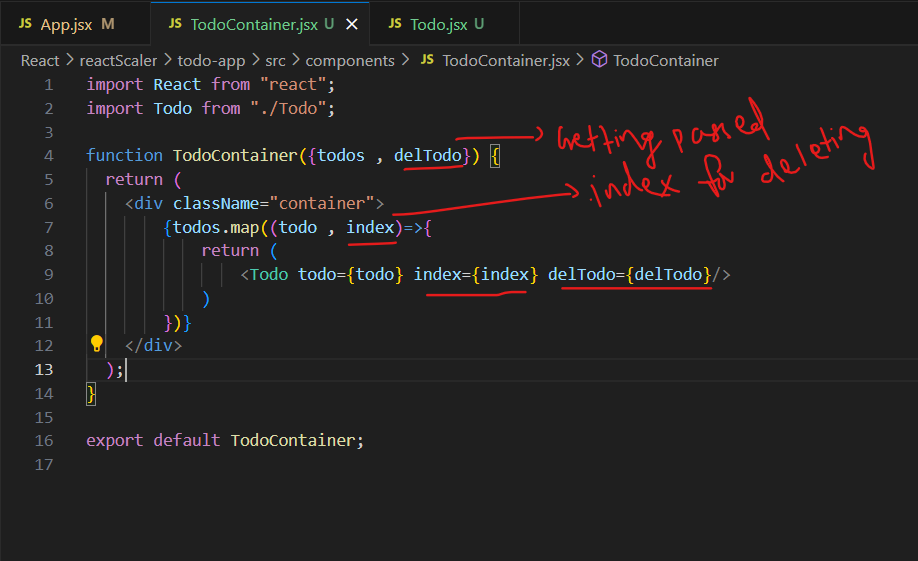 JS App.jsx M JS TodoContainer.jsx U × JS Todo.jsx U
React > reactScaler > todo-app > src > components > JS TodoContainer.jsx > TodoContainer
1 import React from "react";
2 import Todo from "./Todo";
3
4 function TodoContainer({todos , delTodo}) {
5 return (
6 <div className="container">
7 {todos.map((todo , index)=>{
8 return (
9 <Todo todo={todo} index={index} delTodo={delTodo}/>
10 )
11 })}
12 </div>
13 );
14 }
15
16 export default TodoContainer;
17
Getting passed
index for deleting